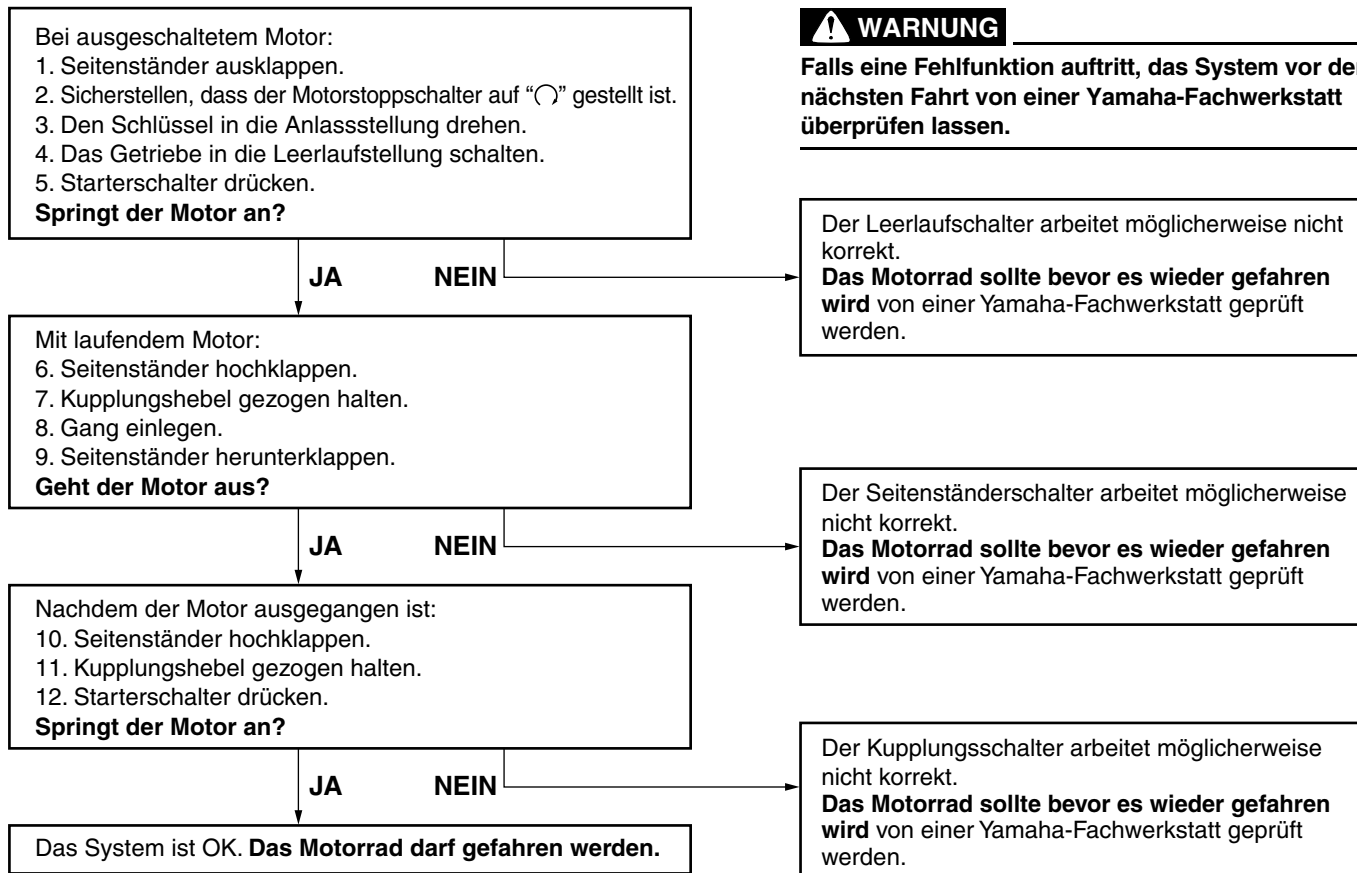 Bei ausgeschaltetem Motor:
1. Seitenständer ausklappen.
2. Sicherstellen, dass der Motorstoppschalter auf “◠” gestellt ist.
3. Den Schlüssel in die Anlassstellung drehen.
4. Das Getriebe in die Leerlaufstellung schalten.
5. Starterschalter drücken.
Springt der Motor an?
WARNUNG
Falls eine Fehlfunktion auftritt, das System vor der
nächsten Fahrt von einer Yamaha-Fachwerkstatt
überprüfen lassen.
JA NEIN
Der Leerlaufschalter arbeitet möglicherweise nicht
korrekt.
Das Motorrad sollte bevor es wieder gefahren
wird von einer Yamaha-Fachwerkstatt geprüft
werden.
Mit laufendem Motor:
6. Seitenständer hochklappen.
7. Kupplungshebel gezogen halten.
8. Gang einlegen.
9. Seitenständer herunterklappen.
Geht der Motor aus?
JA NEIN
Der Seitenständerschalter arbeitet möglicherweise
nicht korrekt.
Das Motorrad sollte bevor es wieder gefahren
wird von einer Yamaha-Fachwerkstatt geprüft
werden.
Nachdem der Motor ausgegangen ist:
10. Seitenständer hochklappen.
11. Kupplungshebel gezogen halten.
12. Starterschalter drücken.
Springt der Motor an?
JA NEIN
Der Kupplungsschalter arbeitet möglicherweise
nicht korrekt.
Das Motorrad sollte bevor es wieder gefahren
wird von einer Yamaha-Fachwerkstatt geprüft
werden.
Das System ist OK. Das Motorrad darf gefahren werden.